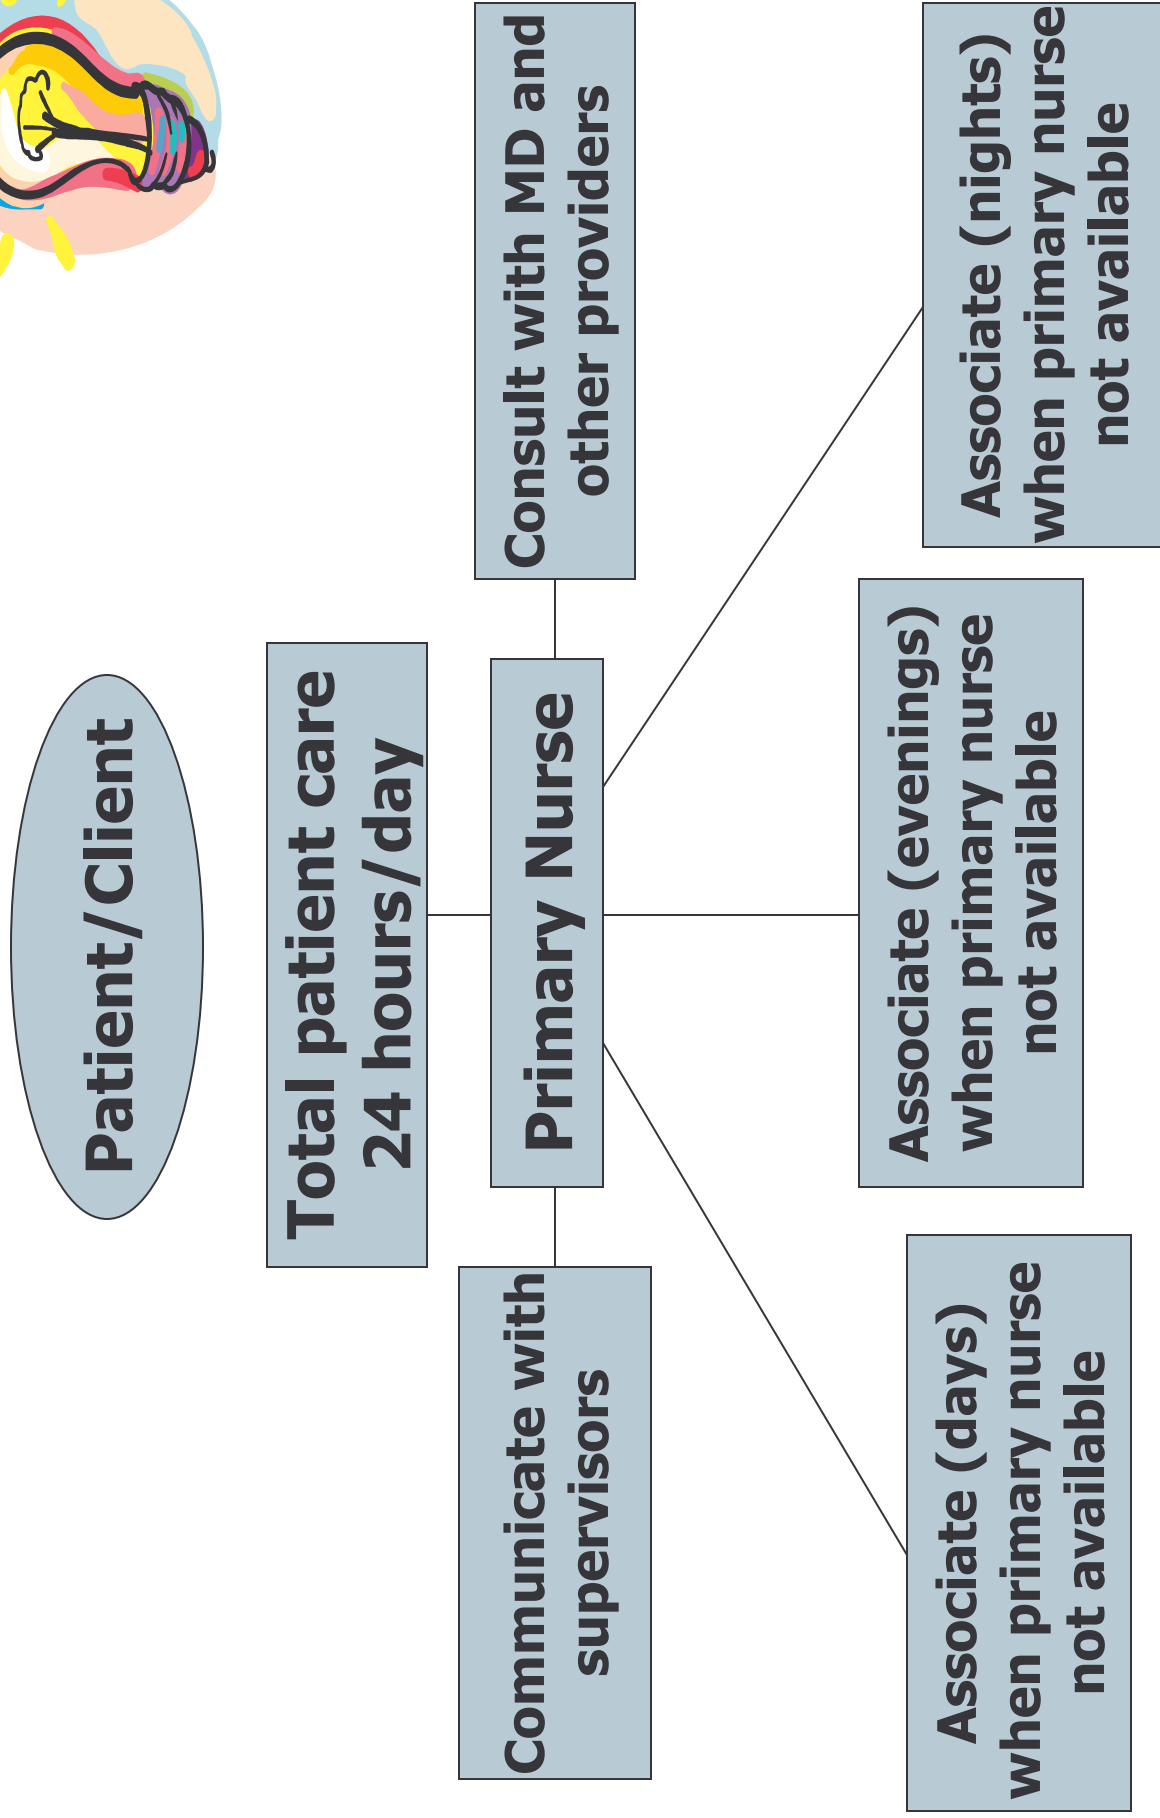 Patient/Client
Total patient care
24 hours/day
Communicate with
supervisors
Primary Nurse
Consult with MD and
other providers
Associate (days)
when primary nurse
not available
Associate (evenings)
when primary nurse
not available
Associate (nights)
when primary nurse
not available